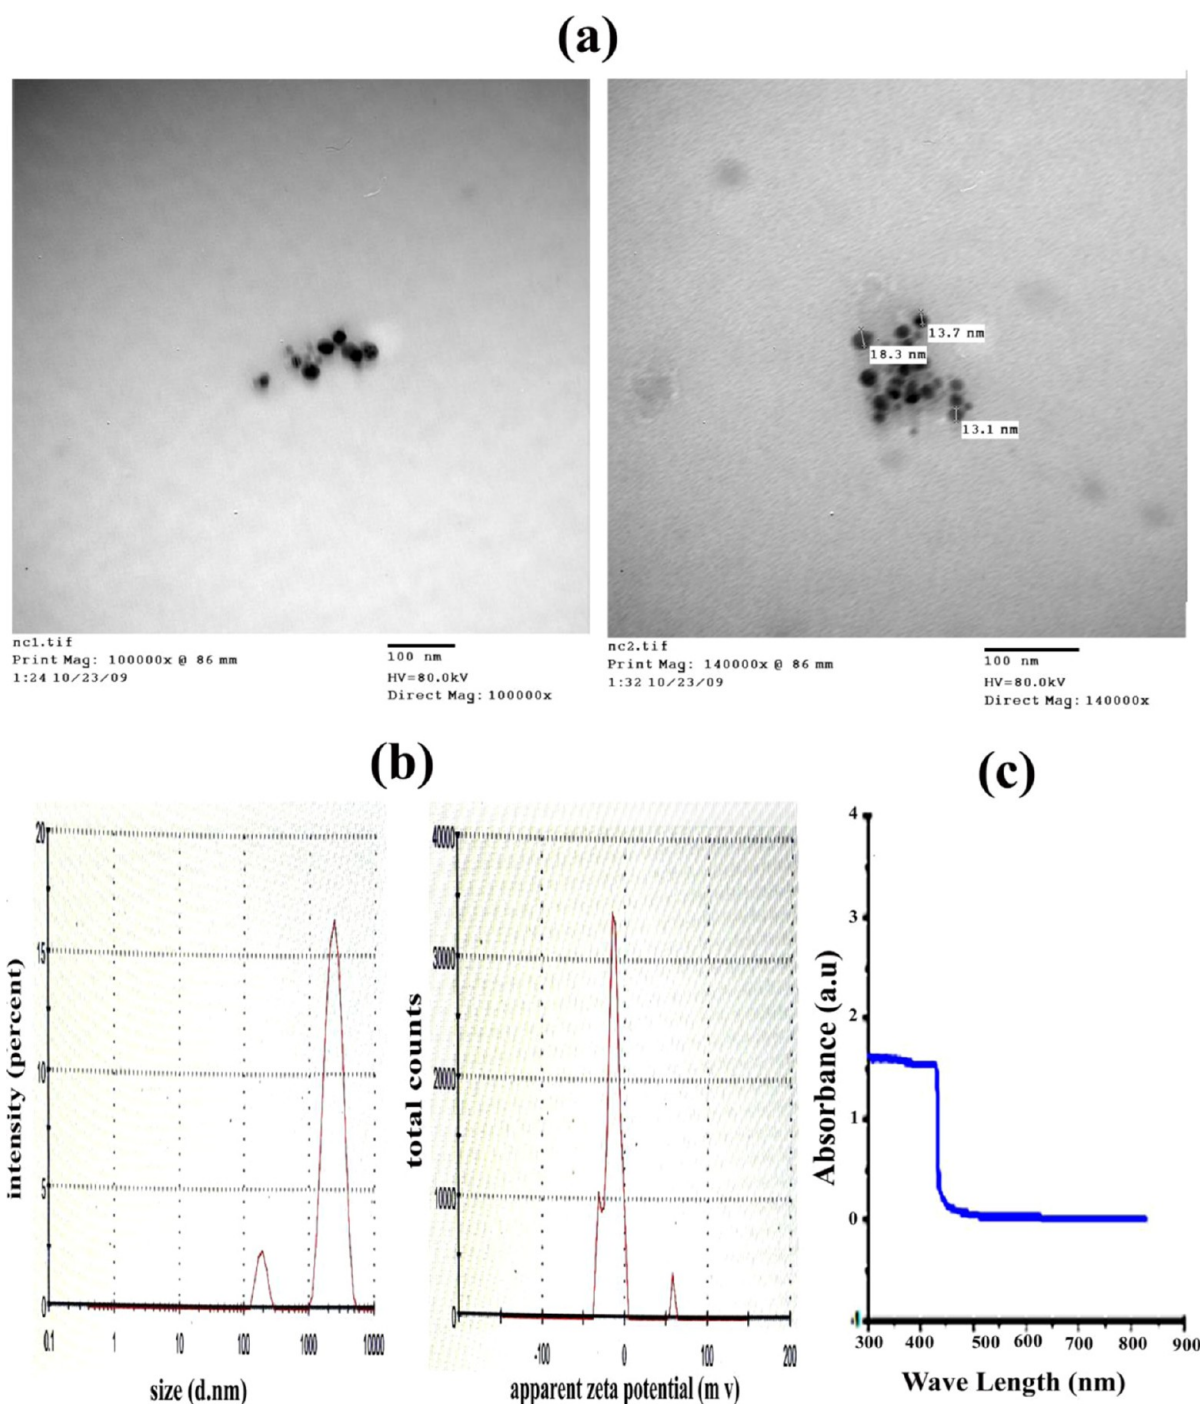 (a)
13.7 nm
18.3 nm
13.1 nm
nc1.tif
Print Mag: 100000x @ 86 mm
1:24 10/23/09
100 nm
HV=80.0kV
Direct Mag: 100000x
nc2.tif
Print Mag: 140000x @ 86 mm
1:32 10/23/09
100 nm
HV=80.0kV
Direct Mag: 140000x
(b)
(c)
intensity (percent)
20
15
10
5
0
0.1 1 10 100 1000 10000
size (d.nm)
total counts
40000
30000
20000
10000
0
-100 0 100 200
apparent zeta potential (m v)
Absorbance (a.u)
4
3
2
1
0
300 400 500 600 700 800 900
Wave Length (nm)